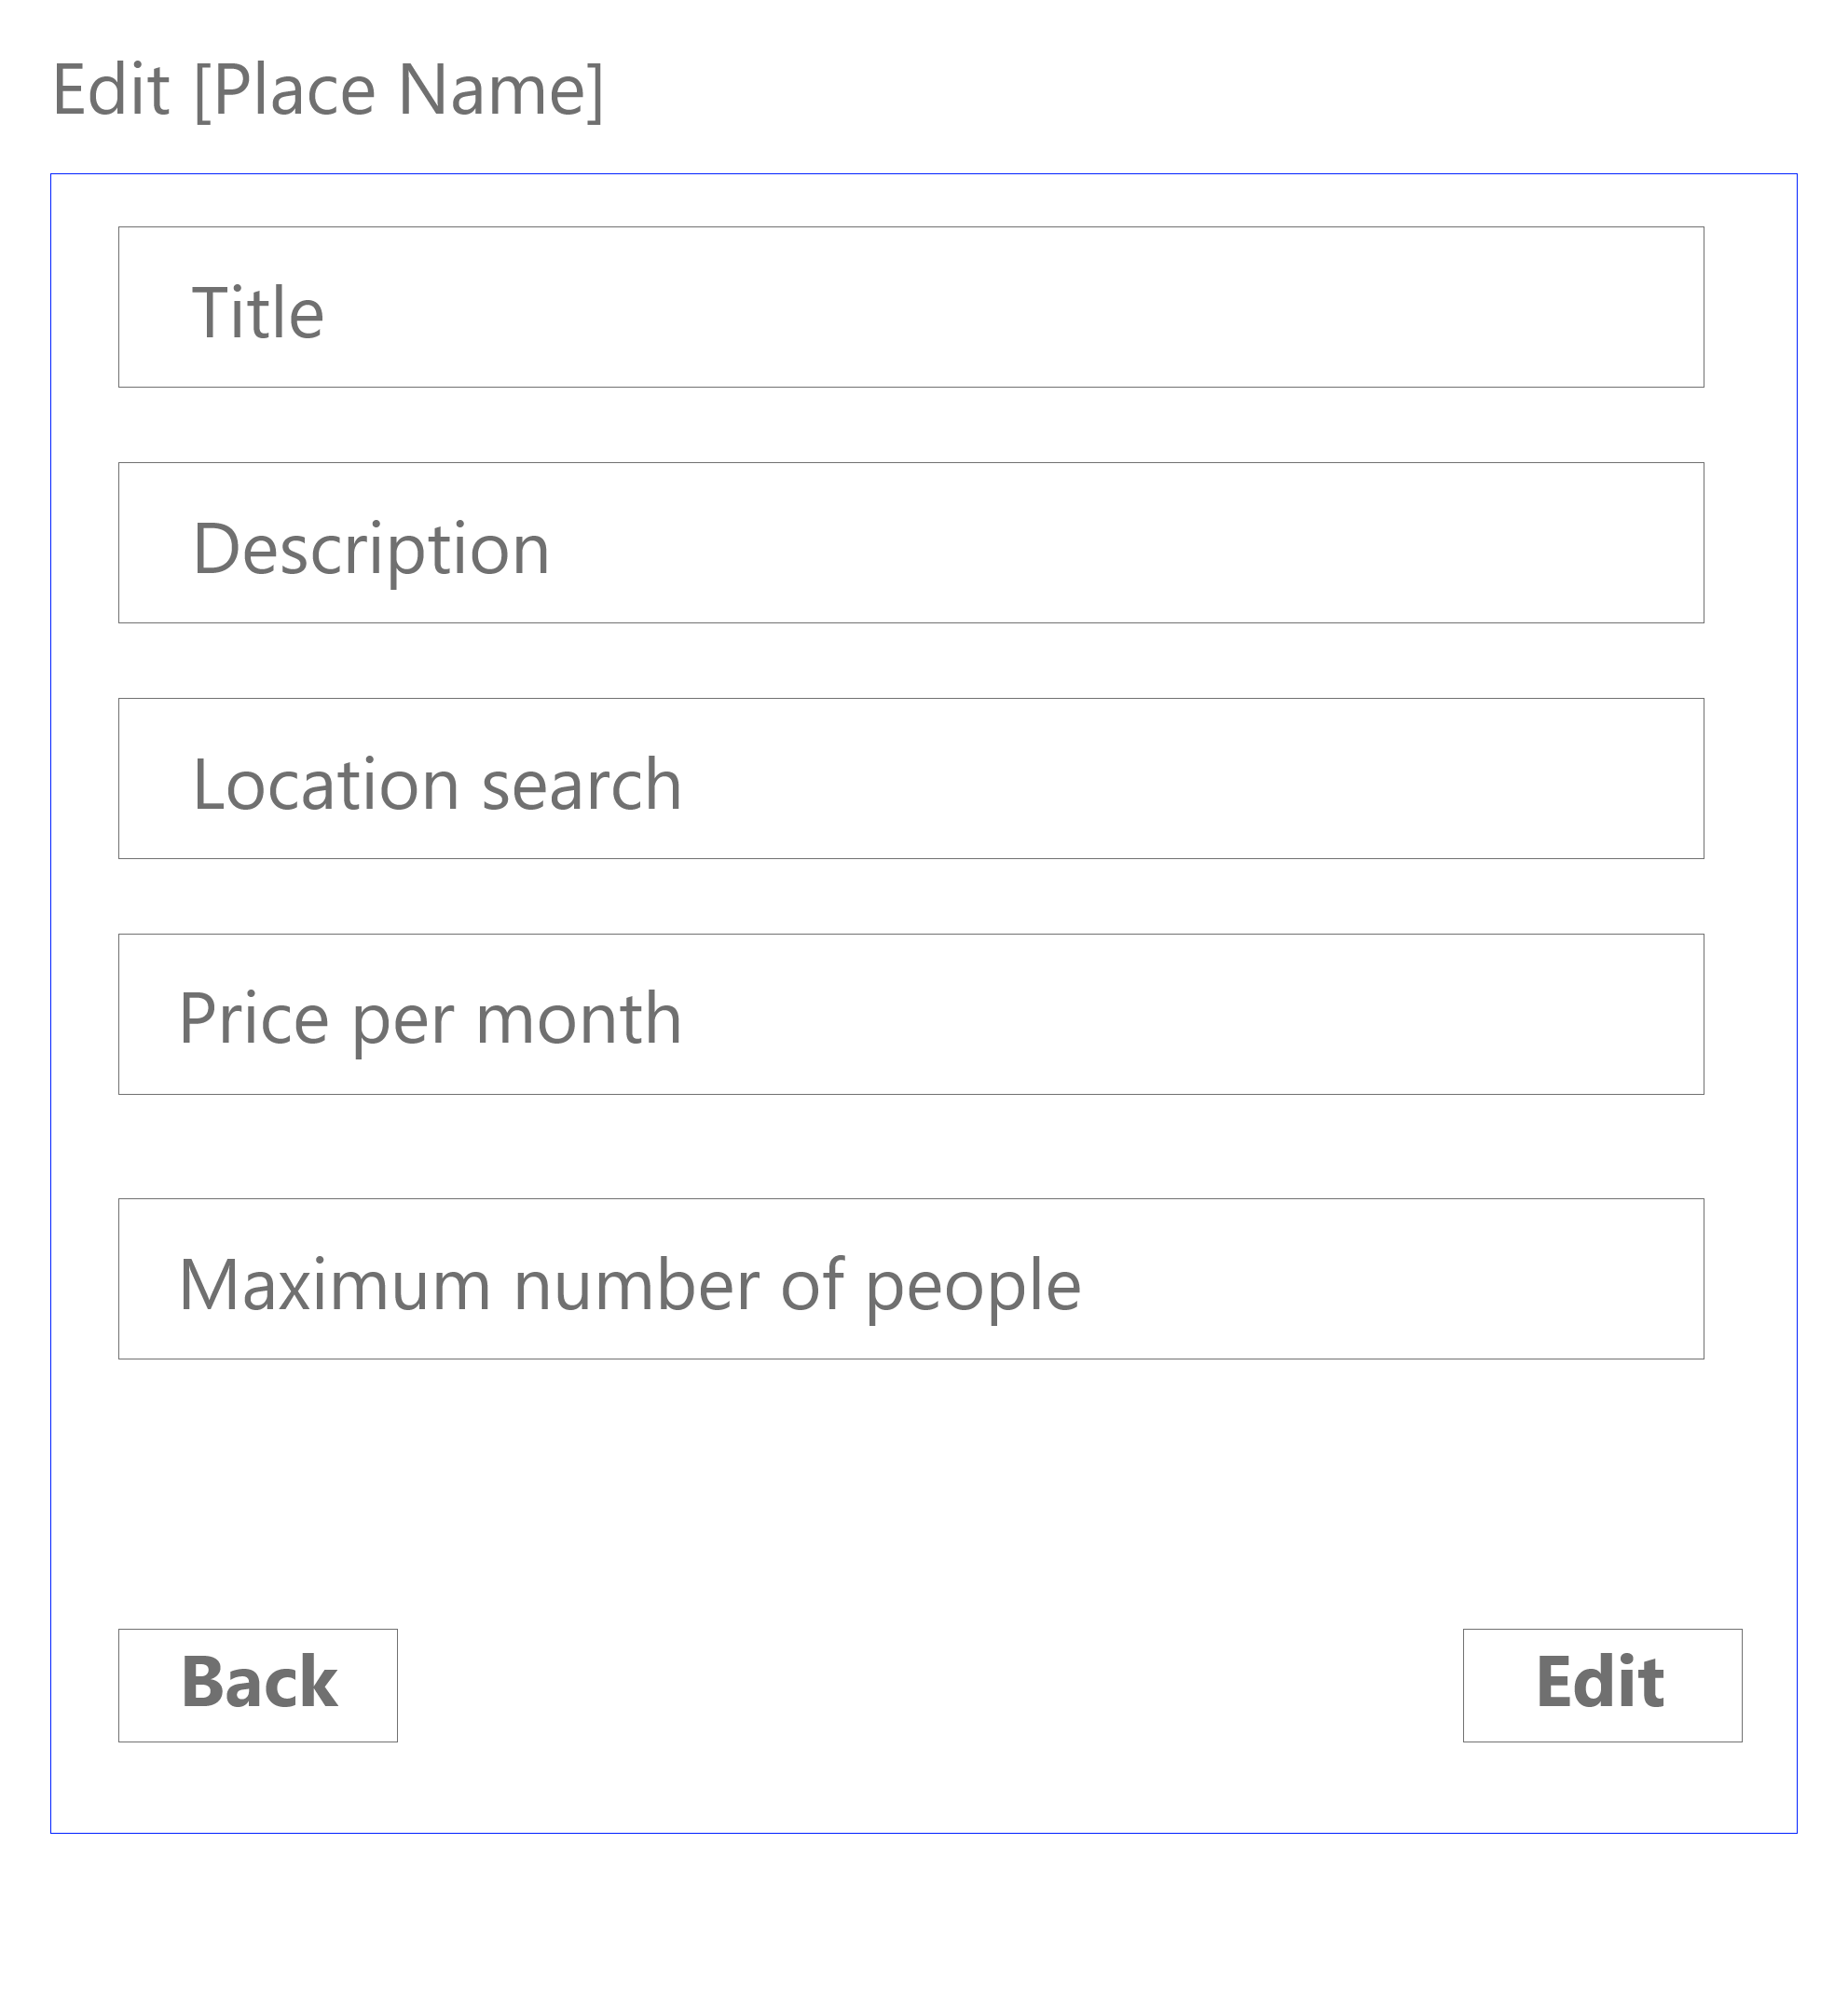 Edit [Place Name]
Title
Description
Location search
Price per month
Maximum number of people
Back
Edit